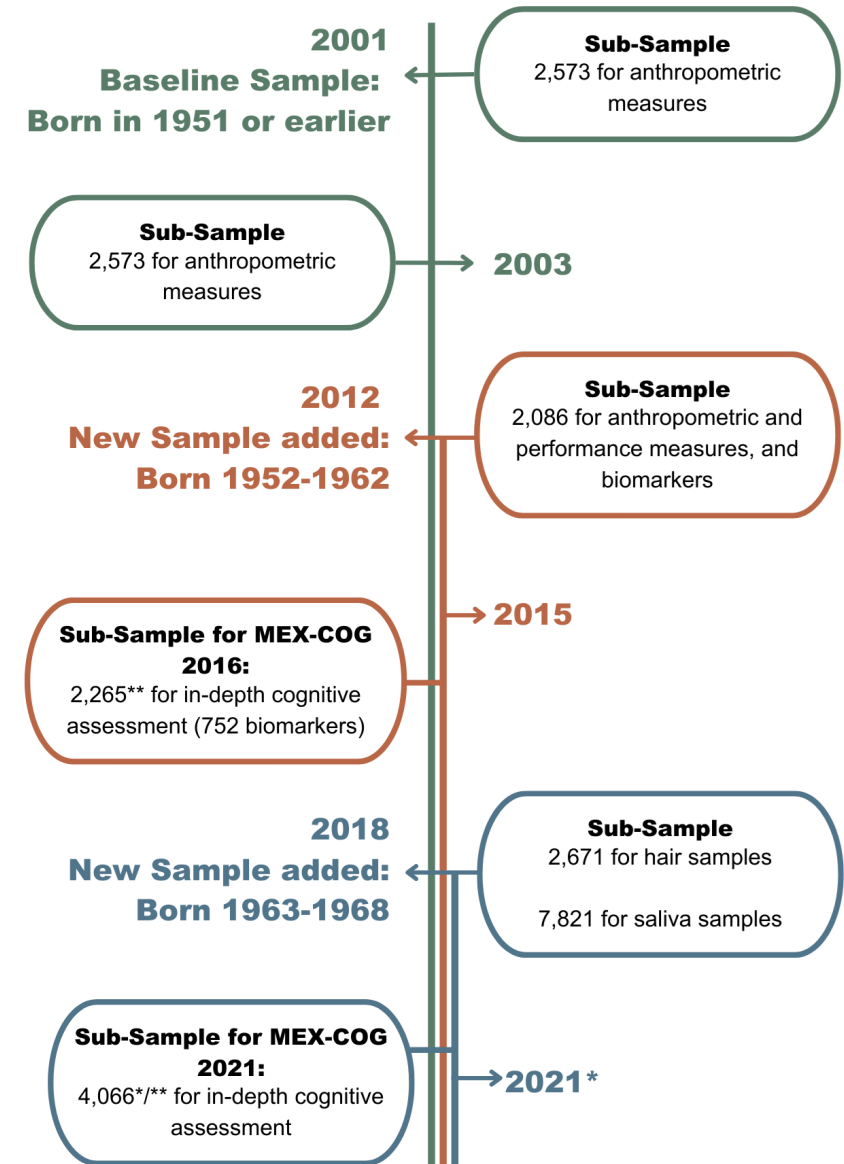 2001
Baseline Sample:
Born in 1951 or earlier
Sub-Sample
2,573 for anthropometric
measures
Sub-Sample
2,573 for anthropometric
measures
2003
2012
New Sample added:
Born 1952-1962
Sub-Sample
2,086 for anthropometric and
performance measures, and
biomarkers
2015
Sub-Sample for MEX-COG
2016:
2,265** for in-depth cognitive
assessment (752 biomarkers)
2018
New Sample added:
Born 1963-1968
Sub-Sample
2,671 for hair samples
7,821 for saliva samples
Sub-Sample for MEX-COG
2021:
4,066*/** for in-depth cognitive
assessment
2021*